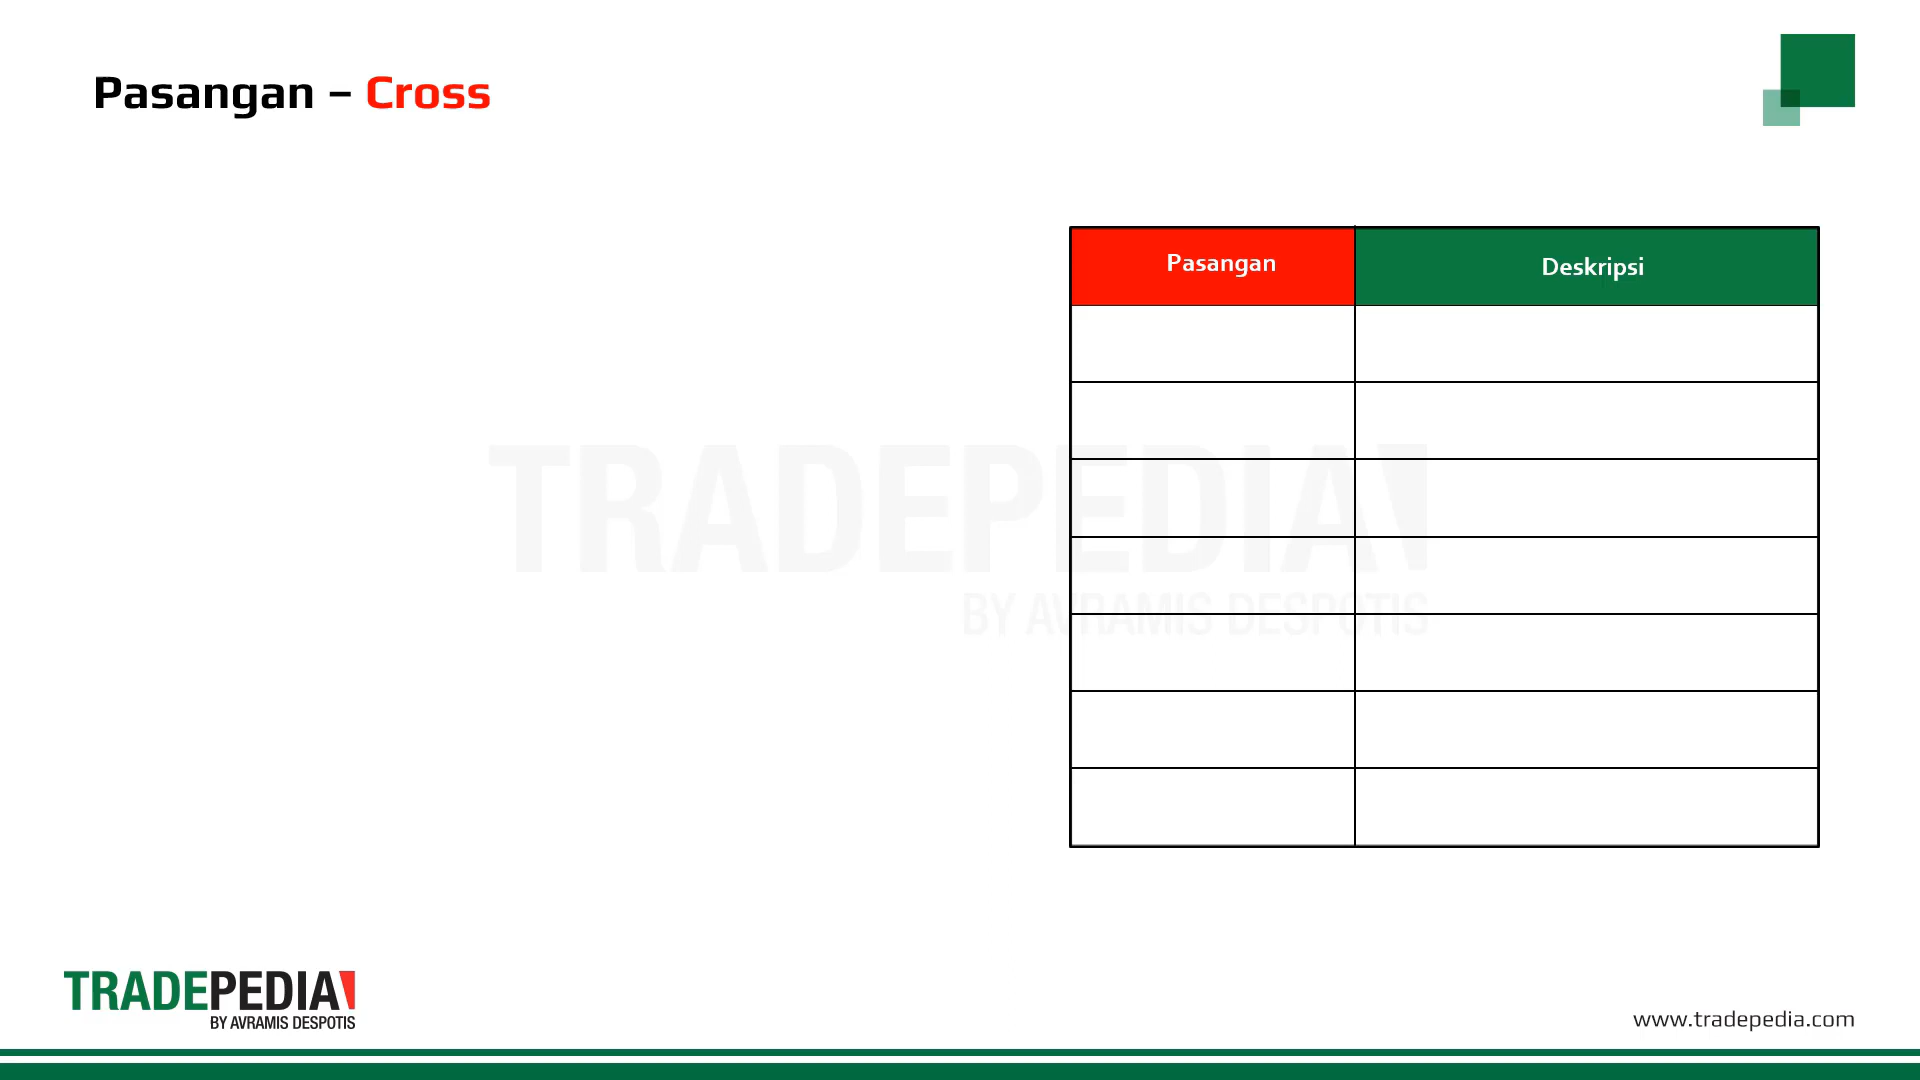 Pasangan – Cross
Pasangan
Deskripsi
TRADEPEDIA
BY AVRAMIS DESPOTIS
TRADEPEDIA
BY AVRAMIS DESPOTIS
www.tradepedia.com